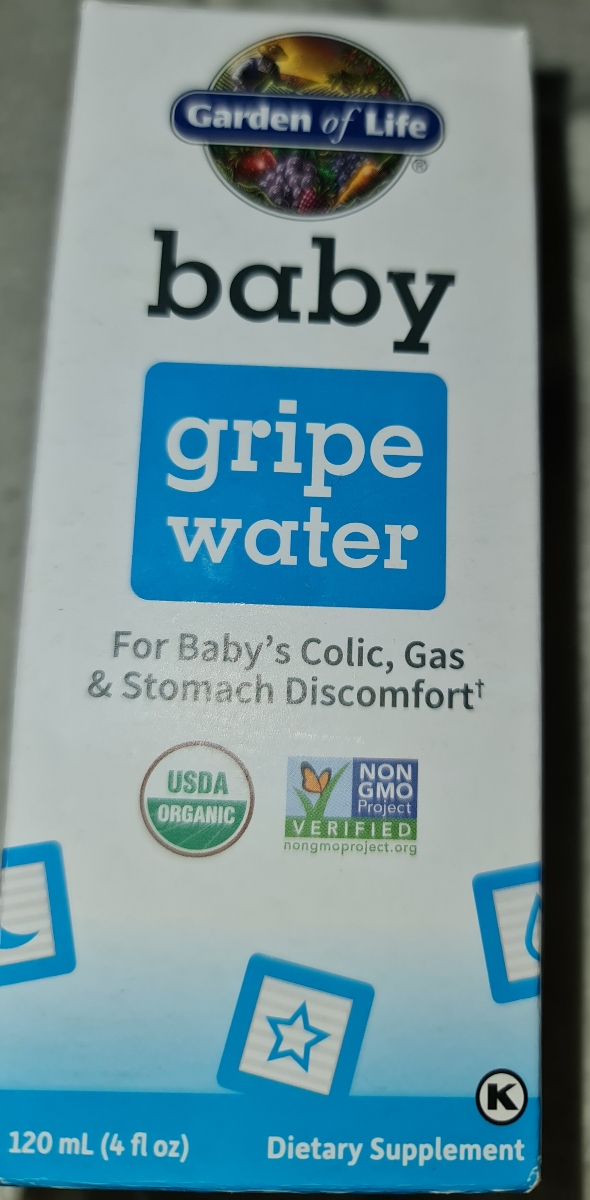 Garden of Life
®
baby
gripe
water
For Baby's Colic, Gas
& Stomach Discomfort†
USDA
ORGANIC
NON
GMO
Project
VERIFIED
nongmoproject.org
K
120 mL (4 fl oz)
Dietary Supplement